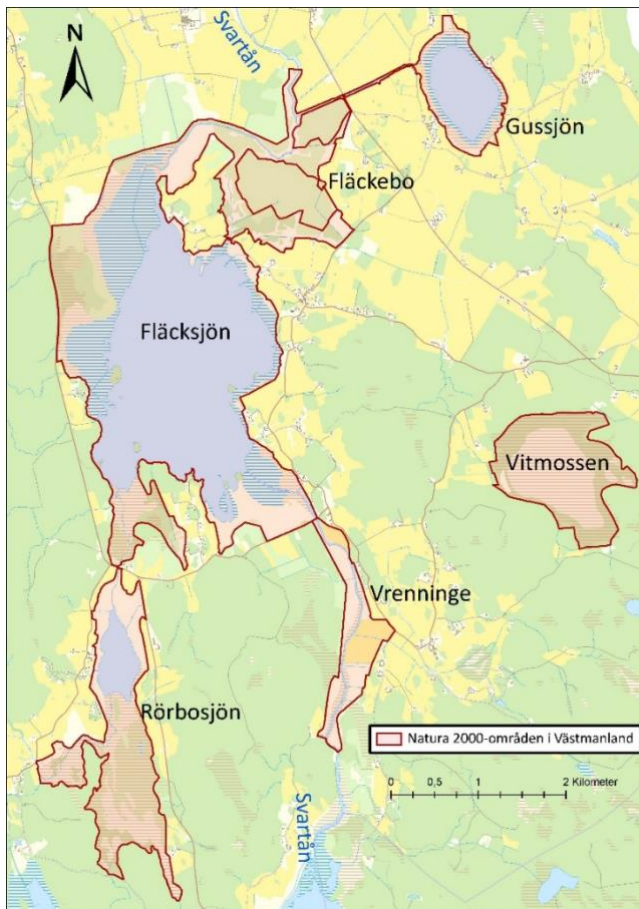 Svartån
N
Gussjön
Fläckebo
Fläcksjön
Vitmossen
Vrenninge
Rörbosjön
Natura 2000-områden i Västmanland
0 0,5 1 2 Kilometer
Svartån